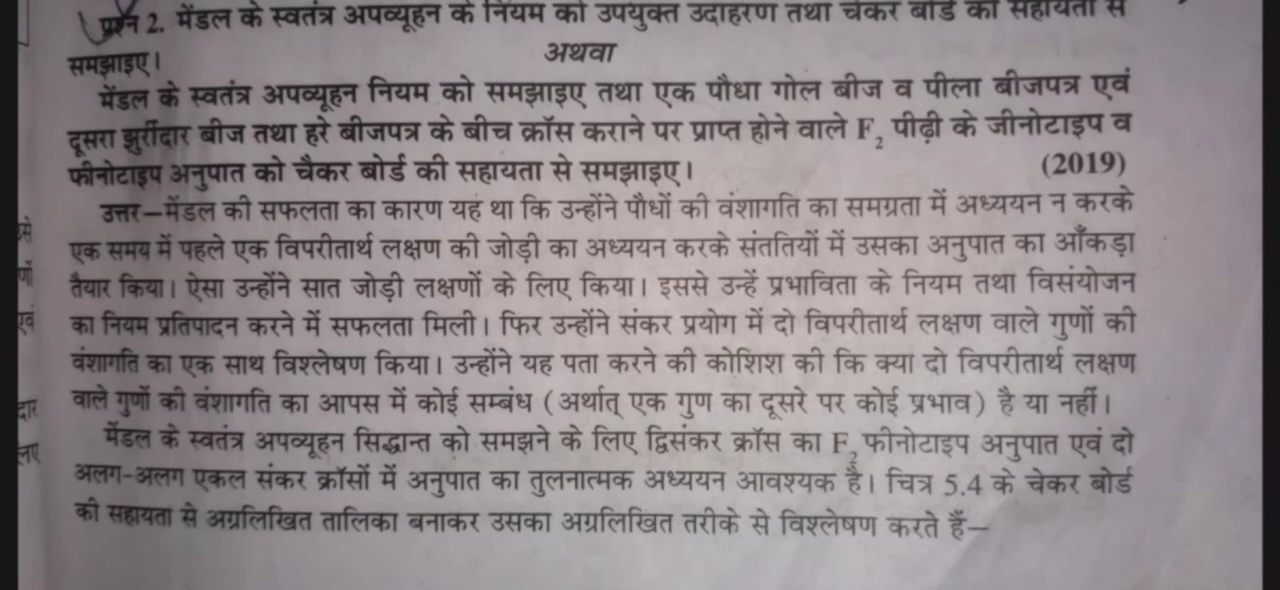 प्रश्न 2. मेंडल के स्वतंत्र अपव्यूहन के नियम को उपयुक्त उदाहरण तथा चेकर बोर्ड की सहायता से
समझाइए।
अथवा
मेंडल के स्वतंत्र अपव्यूहन नियम को समझाइए तथा एक पौधा गोल बीज व पीला बीजपत्र एवं
दूसरा झुर्रीदार बीज तथा हरे बीजपत्र के बीच क्रॉस कराने पर प्राप्त होने वाले F₂ पीढ़ी के जीनोटाइप व
फीनोटाइप अनुपात को चैकर बोर्ड की सहायता से समझाइए। (2019)
उत्तर–मेंडल की सफलता का कारण यह था कि उन्होंने पौधों की वंशागति का समग्रता में अध्ययन न करके
एक समय में पहले एक विपरीतार्थ लक्षण की जोड़ी का अध्ययन करके संततियों में उसका अनुपात का आँकड़ा
तैयार किया। ऐसा उन्होंने सात जोड़ी लक्षणों के लिए किया। इससे उन्हें प्रभाविता के नियम तथा विसंयोजन
का नियम प्रतिपादन करने में सफलता मिली। फिर उन्होंने संकर प्रयोग में दो विपरीतार्थ लक्षण वाले गुणों की
वंशागति का एक साथ विश्लेषण किया। उन्होंने यह पता करने की कोशिश की कि क्या दो विपरीतार्थ लक्षण
वाले गुणों की वंशागति का आपस में कोई सम्बंध (अर्थात् एक गुण का दूसरे पर कोई प्रभाव) है या नहीं।
मेंडल के स्वतंत्र अपव्यूहन सिद्धान्त को समझने के लिए द्विसंकर क्रॉस का F₂ फीनोटाइप अनुपात एवं दो
अलग-अलग एकल संकर क्रॉसों में अनुपात का तुलनात्मक अध्ययन आवश्यक है। चित्र 5.4 के चेकर बोर्ड
की सहायता से अग्रलिखित तालिका बनाकर उसका अग्रलिखित तरीके से विश्लेषण करते हैं–